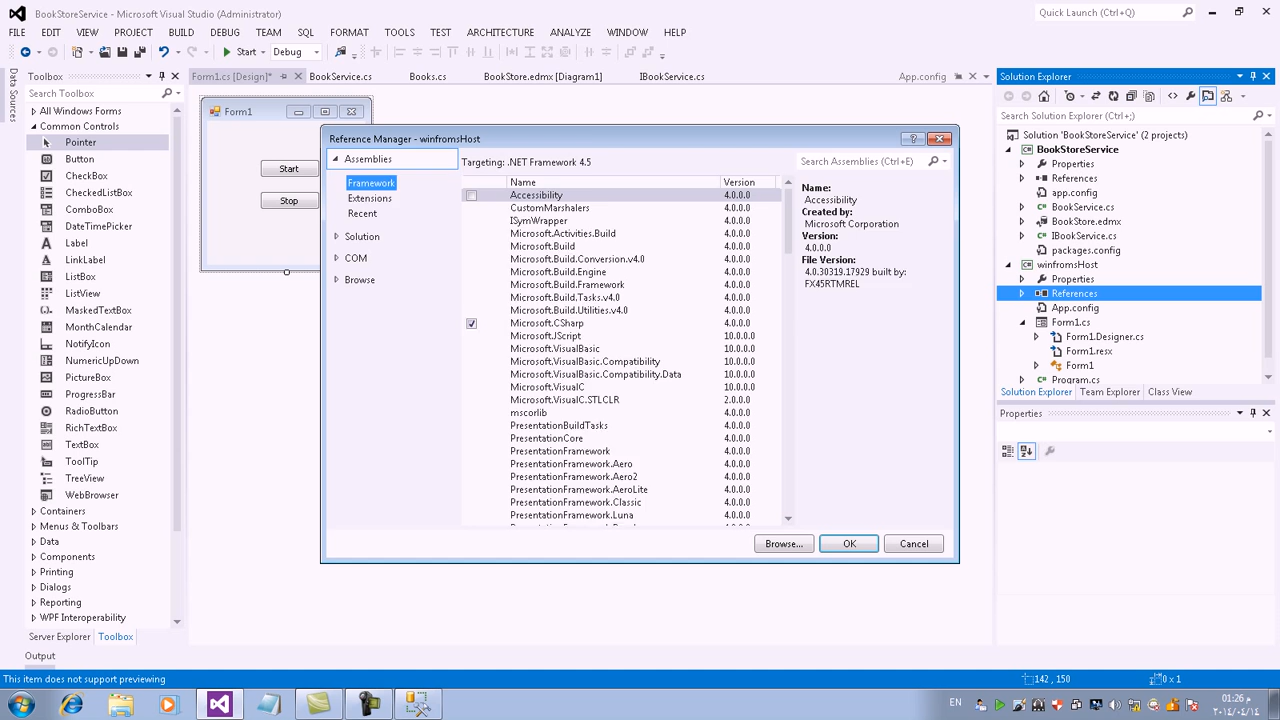 BookStoreService - Microsoft Visual Studio (Administrator)
Quick Launch (Ctrl+Q)
FILE EDIT VIEW PROJECT BUILD DEBUG TEAM SQL FORMAT TOOLS TEST ARCHITECTURE ANALYZE WINDOW HELP
Start Debug
Data Sources
Toolbox
Search Toolbox
All Windows Forms
Common Controls
Pointer
Button
CheckBox
CheckedListBox
ComboBox
DateTimePicker
Label
LinkLabel
ListBox
ListView
MaskedTextBox
MonthCalendar
NotifyIcon
NumericUpDown
PictureBox
ProgressBar
RadioButton
RichTextBox
TextBox
ToolTip
TreeView
WebBrowser
Containers
Menus & Toolbars
Data
Components
Printing
Dialogs
Reporting
WPF Interoperability
Server Explorer Toolbox
Output
Form1.cs [Design]* BookService.cs Books.cs BookStore.edmx [Diagram1] IBookService.cs App.config
Form1
Start
Stop
Reference Manager - winfromsHost
Assemblies
Framework
Extensions
Recent
Solution
COM
Browse
Targeting: .NET Framework 4.5
Search Assemblies (Ctrl+E)
Name Version
Accessibility 4.0.0.0
CustomMarshalers 4.0.0.0
ISymWrapper 4.0.0.0
Microsoft.Activities.Build 4.0.0.0
Microsoft.Build 4.0.0.0
Microsoft.Build.Conversion.v4.0 4.0.0.0
Microsoft.Build.Engine 4.0.0.0
Microsoft.Build.Framework 4.0.0.0
Microsoft.Build.Tasks.v4.0 4.0.0.0
Microsoft.Build.Utilities.v4.0 4.0.0.0
Microsoft.CSharp 4.0.0.0
Microsoft.JScript 10.0.0.0
Microsoft.VisualBasic 10.0.0.0
Microsoft.VisualBasic.Compatibility 10.0.0.0
Microsoft.VisualBasic.Compatibility.Data 10.0.0.0
Microsoft.VisualC 10.0.0.0
Microsoft.VisualC.STLCLR 2.0.0.0
mscorlib 4.0.0.0
PresentationBuildTasks 4.0.0.0
PresentationCore 4.0.0.0
PresentationFramework 4.0.0.0
PresentationFramework.Aero 4.0.0.0
PresentationFramework.Aero2 4.0.0.0
PresentationFramework.AeroLite 4.0.0.0
PresentationFramework.Classic 4.0.0.0
PresentationFramework.Luna 4.0.0.0
Name:
Accessibility
Created by:
Microsoft Corporation
Version:
4.0.0.0
File Version:
4.0.30319.17929 built by:
FX45RTMREL
Browse... OK Cancel
Solution Explorer
Search Solution Explorer (Ctrl+;)
Solution 'BookStoreService' (2 projects)
BookStoreService
Properties
References
app.config
BookService.cs
BookStore.edmx
IBookService.cs
packages.config
winfromsHost
Properties
References
App.config
Form1.cs
Form1.Designer.cs
Form1.resx
Form1
Program.cs
Solution Explorer Team Explorer Class View
Properties
This item does not support previewing
142 , 150
0 x 1
EN
01:26 م
٢٠١٤/٠٤/١٤